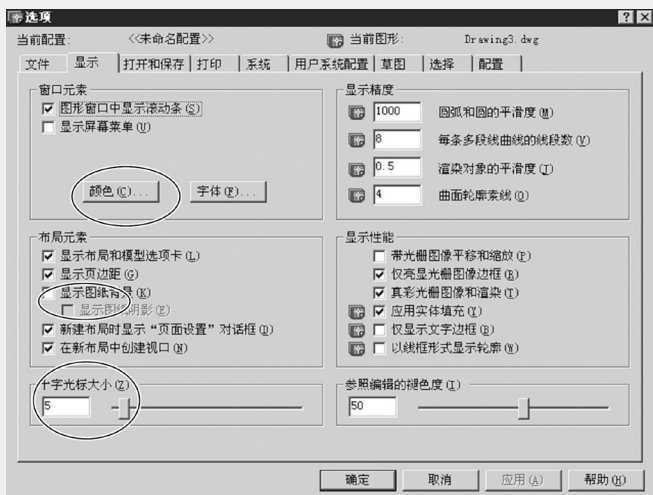 选项
当前配置: <<未命名配置>> 当前图形: Drawing3.dwg
文件 显示 打开和保存 打印 系统 用户系统配置 草图 选择 配置
窗口元素
图形窗口中显示滚动条(S)
显示屏幕菜单(U)
颜色(C)... 字体(F)...
显示精度
1000 圆弧和圆的平滑度(M)
8 每条多段线曲线的线段数(V)
0.5 渲染对象的平滑度(J)
4 曲面轮廓素线(O)
布局元素
显示布局和模型选项卡(L)
显示页边距(G)
显示图纸背景(K)
显示图纸阴影(E)
新建布局时显示“页面设置”对话框(D)
在新布局中创建视口(N)
显示性能
带光栅图像平移和缩放(P)
仅亮显光栅图像边框(R)
真彩光栅图像和渲染(T)
应用实体填充(Y)
仅显示文字边框(B)
以线框形式显示轮廓(W)
十字光标大小(Z)
5
参照编辑的褪色度(I)
50
确定 取消 应用(A) 帮助(H)